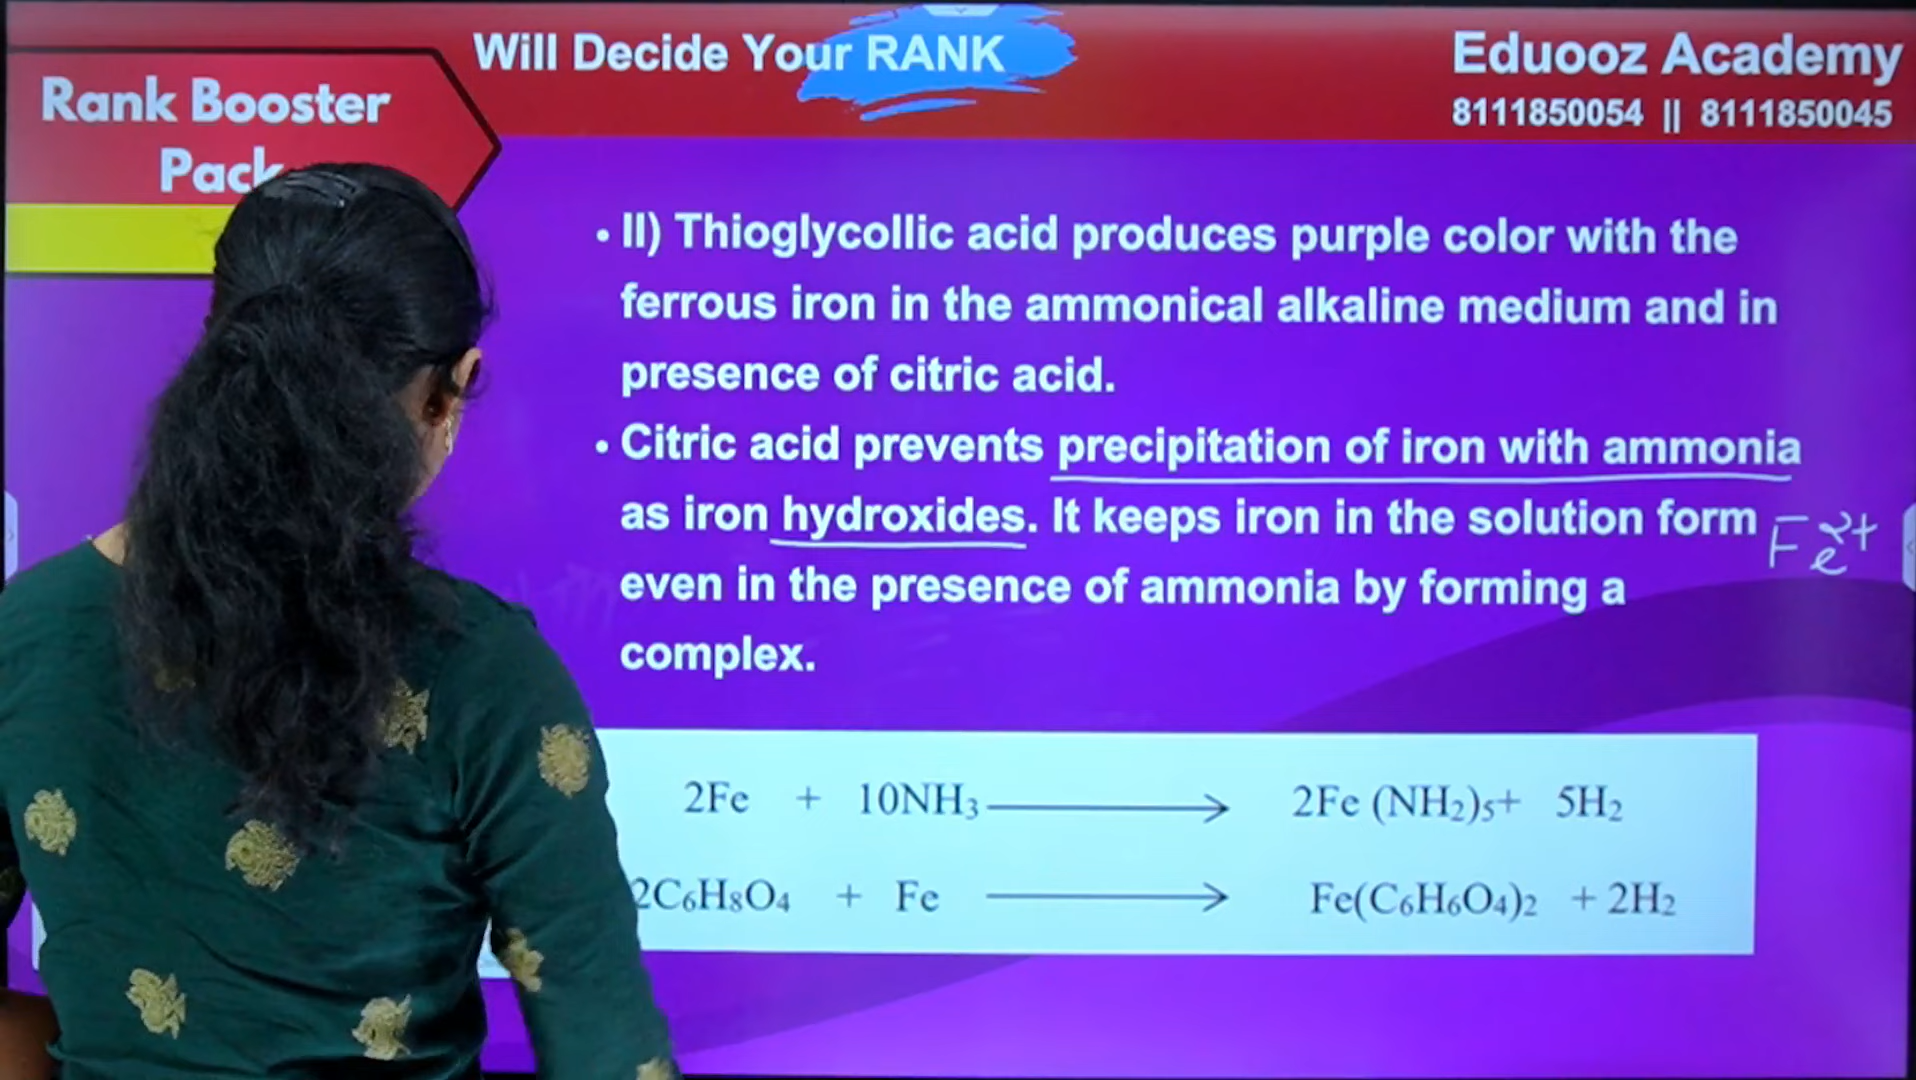 Will Decide Your RANK
Eduooz Academy
8111850054 || 8111850045
Rank Booster
Pack
• II) Thioglycollic acid produces purple color with the
ferrous iron in the ammonical alkaline medium and in
presence of citric acid.
• Citric acid prevents precipitation of iron with ammonia
as iron hydroxides. It keeps iron in the solution form Fe²⁺
even in the presence of ammonia by forming a
complex.
2Fe + 10NH₃ ⟶ 2Fe (NH₂)₅+ 5H₂
2C₆H₈O₄ + Fe ⟶ Fe(C₆H₆O₄)₂ + 2H₂